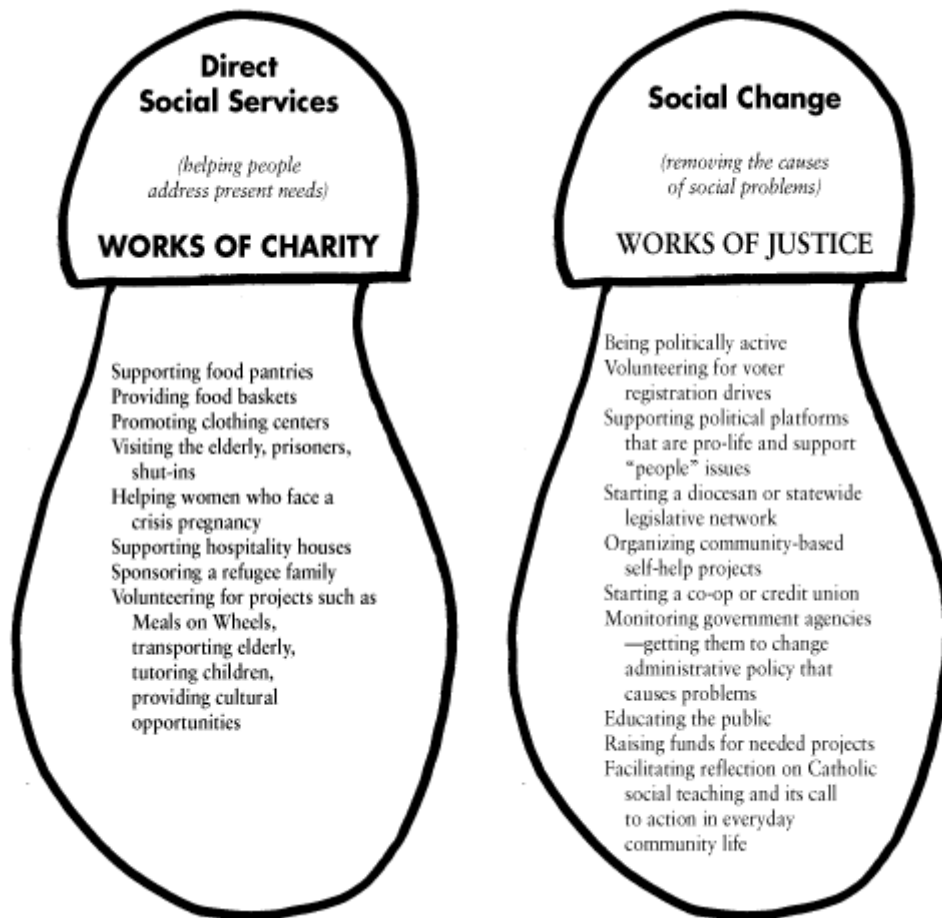 Direct
Social Services
(helping people
address present needs)
WORKS OF CHARITY
Supporting food pantries
Providing food baskets
Promoting clothing centers
Visiting the elderly, prisoners,
shut-ins
Helping women who face a
crisis pregnancy
Supporting hospitality houses
Sponsoring a refugee family
Volunteering for projects such as
Meals on Wheels,
transporting elderly,
tutoring children,
providing cultural
opportunities
Social Change
(removing the causes
of social problems)
WORKS OF JUSTICE
Being politically active
Volunteering for voter
registration drives
Supporting political platforms
that are pro-life and support
“people” issues
Starting a diocesan or statewide
legislative network
Organizing community-based
self-help projects
Starting a co-op or credit union
Monitoring government agencies
—getting them to change
administrative policy that
causes problems
Educating the public
Raising funds for needed projects
Facilitating reflection on Catholic
social teaching and its call
to action in everyday
community life